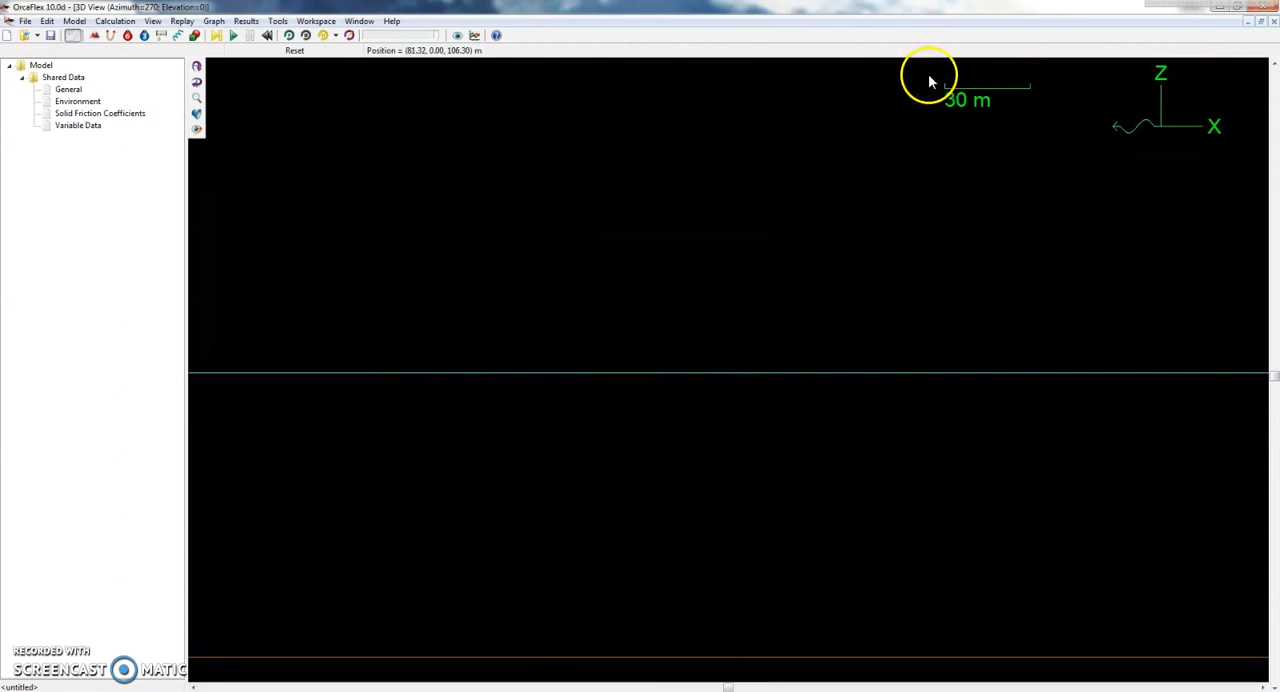 OrcaFlex 10.0d - [3D View (Azimuth=270; Elevation=0)]
File Edit Model Calculation View Replay Graph Results Tools Workspace Window Help
Reset Position = (81.32, 0.00, 106.30) m
Model
Shared Data
General
Environment
Solid Friction Coefficients
Variable Data
30 m
Z
X
RECORDED WITH
SCREENCAST MATIC
<untitled>